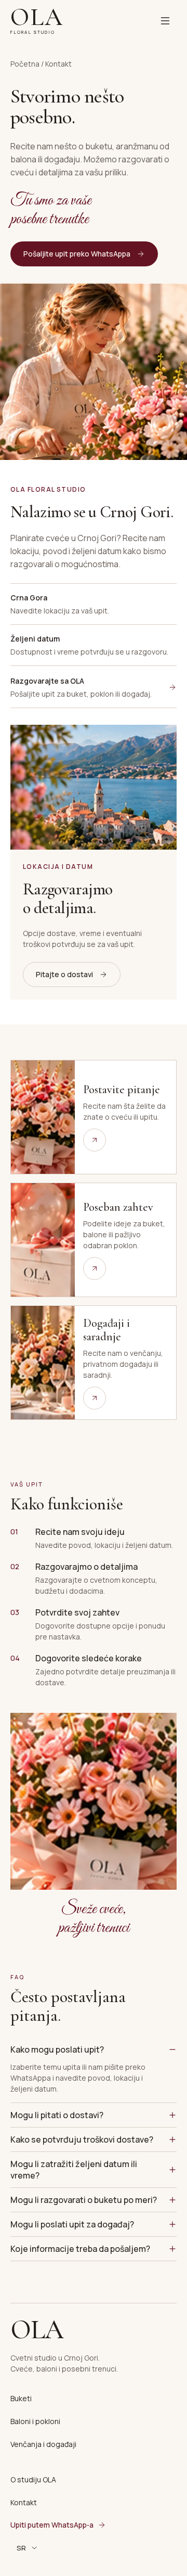 OLA
FLORAL STUDIO
Početna / Kontakt
Stvorimo nešto
posebno.
Recite nam nešto o buketu, aranžmanu od
balona ili događaju. Možemo razgovarati o
cveću i detaljima za vašu priliku.
Tu smo za vaše
posebne trenutke
Pošaljite upit preko WhatsAppa
OLA
OLA FLORAL STUDIO
Nalazimo se u Crnoj Gori.
Planirate cveće u Crnoj Gori? Recite nam
lokaciju, povod i željeni datum kako bismo
razgovarali o mogućnostima.
Crna Gora
Navedite lokaciju za vaš upit.
Željeni datum
Dostupnost i vreme potvrđuju se u razgovoru.
Razgovarajte sa OLA
Pošaljite upit za buket, poklon ili događaj.
LOKACIJA I DATUM
Razgovarajmo
o detaljima.
Opcije dostave, vreme i eventualni
troškovi potvrđuju se za vaš upit.
Pitajte o dostavi
OLA
Postavite pitanje
Recite nam šta želite da
znate o cveću ili upitu.
OLA
Poseban zahtev
Podelite ideje za buket,
balone ili pažljivo
odabran poklon.
OLA
Događaji i
saradnje
Recite nam o venčanju,
privatnom događaju ili
saradnji.
VAŠ UPIT
Kako funkcioniše
01 Recite nam svoju ideju
Navedite povod, lokaciju i željeni datum.
02 Razgovarajmo o detaljima
Razgovarajte o cvetnom konceptu,
budžetu i dodacima.
03 Potvrdite svoj zahtev
Dogovorite dostupne opcije i ponudu
pre nastavka.
04 Dogovorite sledeće korake
Zajedno potvrdite detalje preuzimanja ili
dostave.
OLA
Sveže cveće,
pažljivi trenuci
FAQ
Često postavljana
pitanja.
Kako mogu poslati upit?
Izaberite temu upita ili nam pišite preko
WhatsAppa i navedite povod, lokaciju i
željeni datum.
Mogu li pitati o dostavi?
Kako se potvrđuju troškovi dostave?
Mogu li zatražiti željeni datum ili
vreme?
Mogu li razgovarati o buketu po meri?
Mogu li poslati upit za događaj?
Koje informacije treba da pošaljem?
OLA
Cvetni studio u Crnoj Gori.
Cveće, baloni i posebni trenuci.
Buketi
Baloni i pokloni
Venčanja i događaji
O studiju OLA
Kontakt
Upiti putem WhatsApp-a
SR